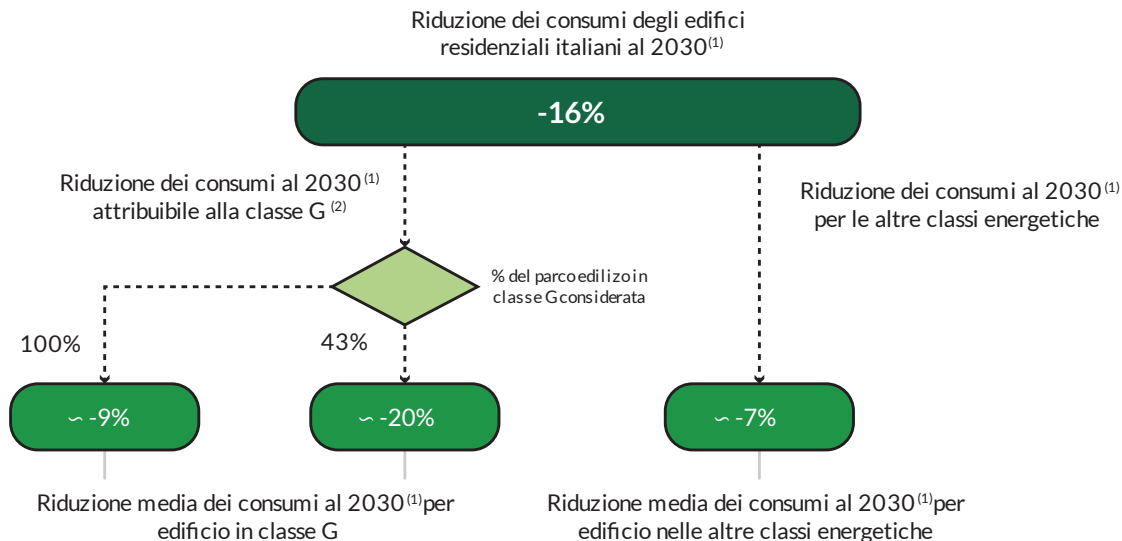 Riduzione dei consumi degli edifici
residenziali italiani al 2030(1)
-16%
Riduzione dei consumi al 2030(1)
attribuibile alla classe G (2)
Riduzione dei consumi al 2030(1)
per le altre classi energetiche
% del parco edilizo in
classe G considerata
100%
43%
∽ -9%
∽ -20%
∽ -7%
Riduzione media dei consumi al 2030(1)per
edificio in classe G
Riduzione media dei consumi al 2030(1)per
edificio nelle altre classi energetiche